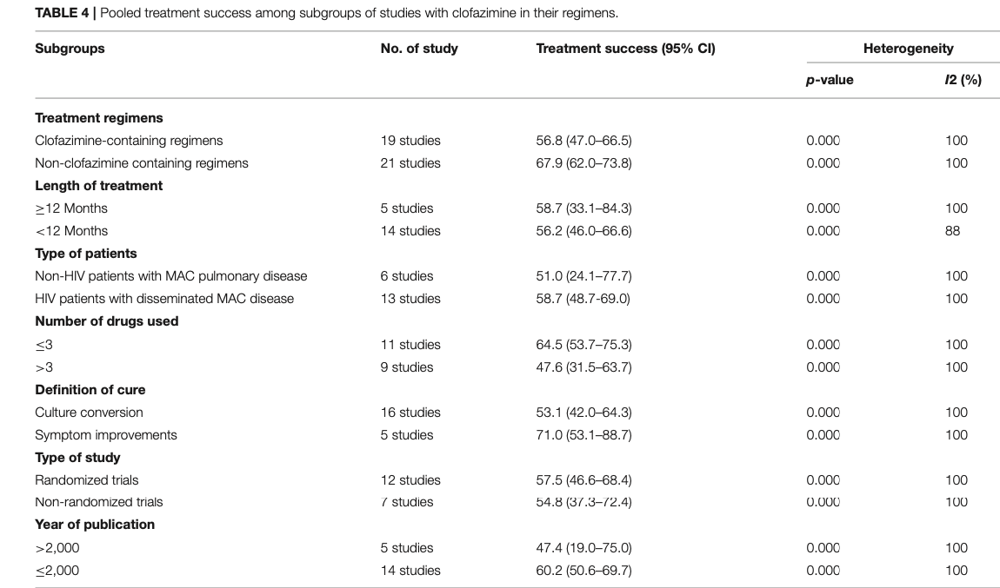 TABLE 4 | Pooled treatment success among subgroups of studies with clofazimine in their regimens.
Subgroups No. of study Treatment success (95% CI) Heterogeneity
p-value I2 (%)
Treatment regimens
Clofazimine-containing regimens 19 studies 56.8 (47.0–66.5) 0.000 100
Non-clofazimine containing regimens 21 studies 67.9 (62.0–73.8) 0.000 100
Length of treatment
≥12 Months 5 studies 58.7 (33.1–84.3) 0.000 100
<12 Months 14 studies 56.2 (46.0–66.6) 0.000 88
Type of patients
Non-HIV patients with MAC pulmonary disease 6 studies 51.0 (24.1–77.7) 0.000 100
HIV patients with disseminated MAC disease 13 studies 58.7 (48.7-69.0) 0.000 100
Number of drugs used
≤3 11 studies 64.5 (53.7–75.3) 0.000 100
>3 9 studies 47.6 (31.5–63.7) 0.000 100
Definition of cure
Culture conversion 16 studies 53.1 (42.0–64.3) 0.000 100
Symptom improvements 5 studies 71.0 (53.1–88.7) 0.000 100
Type of study
Randomized trials 12 studies 57.5 (46.6–68.4) 0.000 100
Non-randomized trials 7 studies 54.8 (37.3–72.4) 0.000 100
Year of publication
>2,000 5 studies 47.4 (19.0–75.0) 0.000 100
≤2,000 14 studies 60.2 (50.6–69.7) 0.000 100